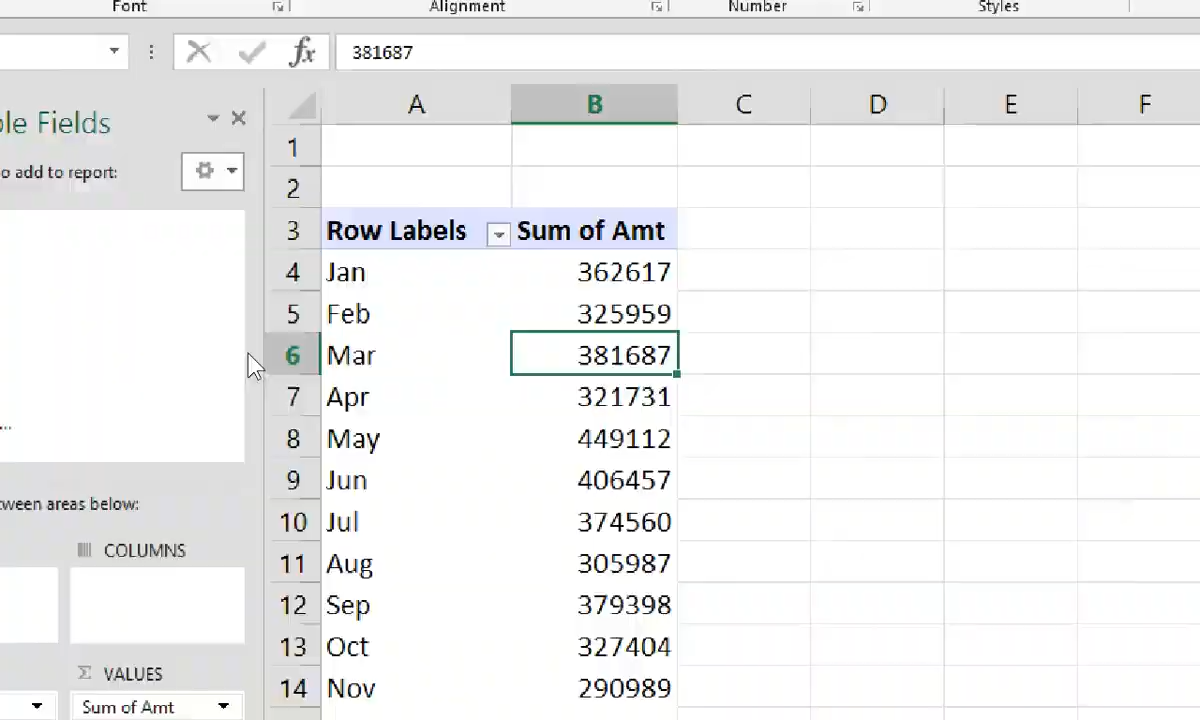 Font Alignment Number Styles
fx 381687
A B C D E F
ble Fields
o add to report:
1
2
3 Row Labels Sum of Amt
4 Jan 362617
5 Feb 325959
6 Mar 381687
7 Apr 321731
8 May 449112
...
9 Jun 406457
tween areas below:
10 Jul 374560
COLUMNS
11 Aug 305987
12 Sep 379398
13 Oct 327404
Σ VALUES
14 Nov 290989
Sum of Amt